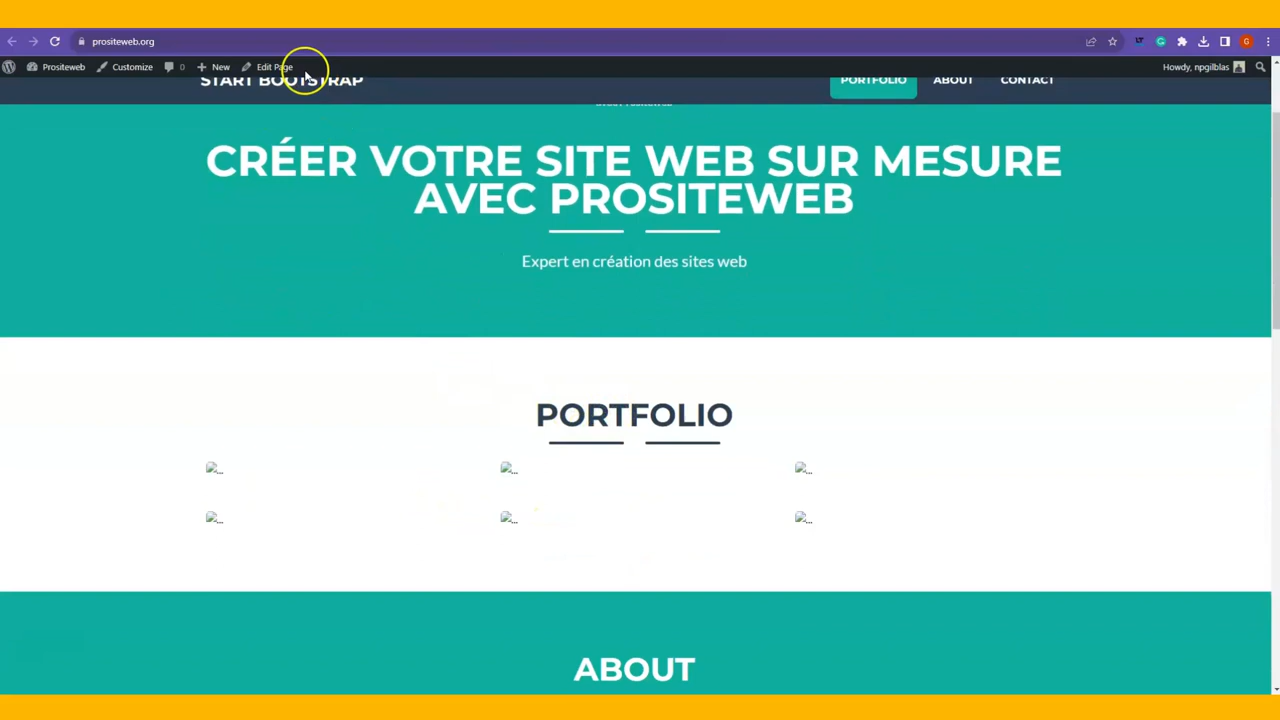 prositeweb.org
Prositeweb Customize 0 New Edit Page Howdy, npgilblas
START BOOTSTRAP PORTFOLIO ABOUT CONTACT
CRÉER VOTRE SITE WEB SUR MESURE
AVEC PROSITEWEB
Expert en création des sites web
PORTFOLIO
... ... ...
... ... ...
ABOUT